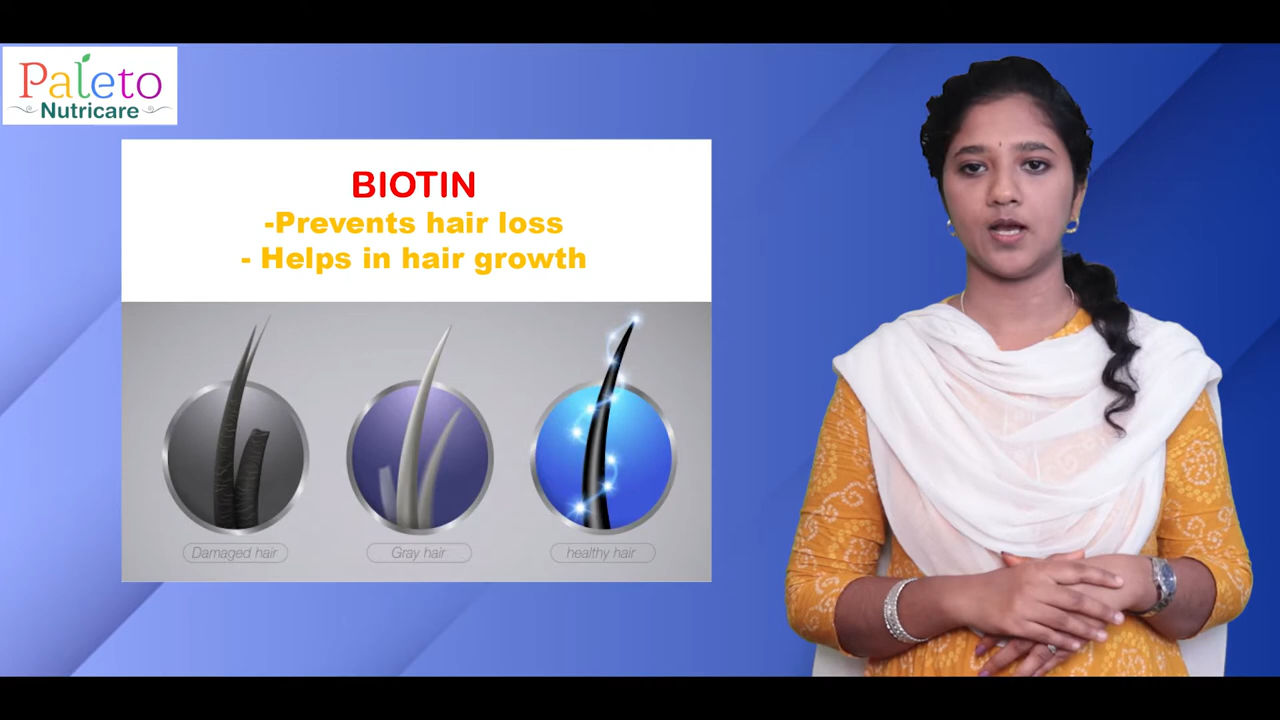 Paleto
Nutricare
BIOTIN
-Prevents hair loss
- Helps in hair growth
Damaged hair
Gray hair
healthy hair